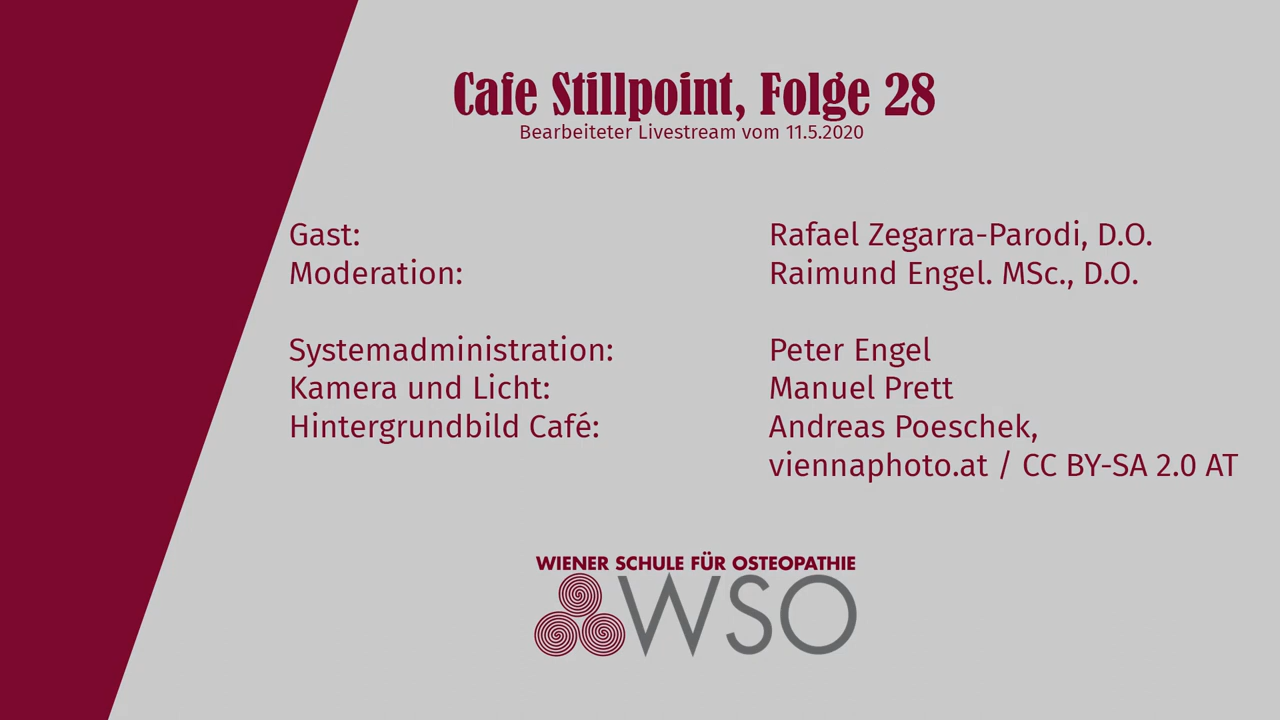 Cafe Stillpoint, Folge 28
Bearbeiteter Livestream vom 11.5.2020
Gast: Rafael Zegarra-Parodi, D.O.
Moderation: Raimund Engel. MSc., D.O.
Systemadministration: Peter Engel
Kamera und Licht: Manuel Prett
Hintergrundbild Café: Andreas Poeschek,
viennaphoto.at / CC BY-SA 2.0 AT
WIENER SCHULE FÜR OSTEOPATHIE
WSO